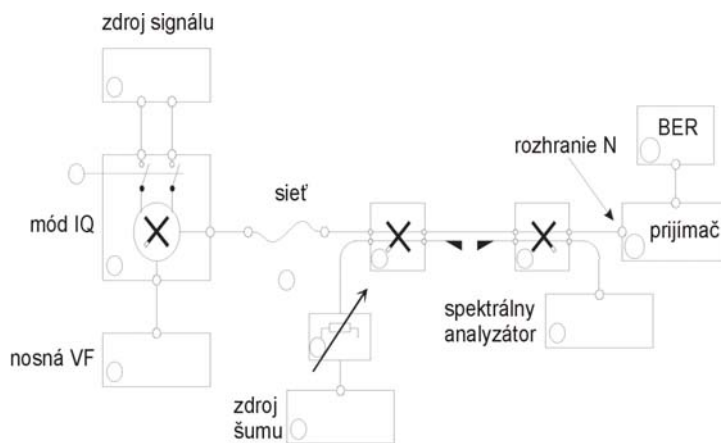 zdroj signálu
BER
rozhranie N
sieť
mód IQ
prijímač
spektrálny
analyzátor
nosná VF
zdroj
šumu